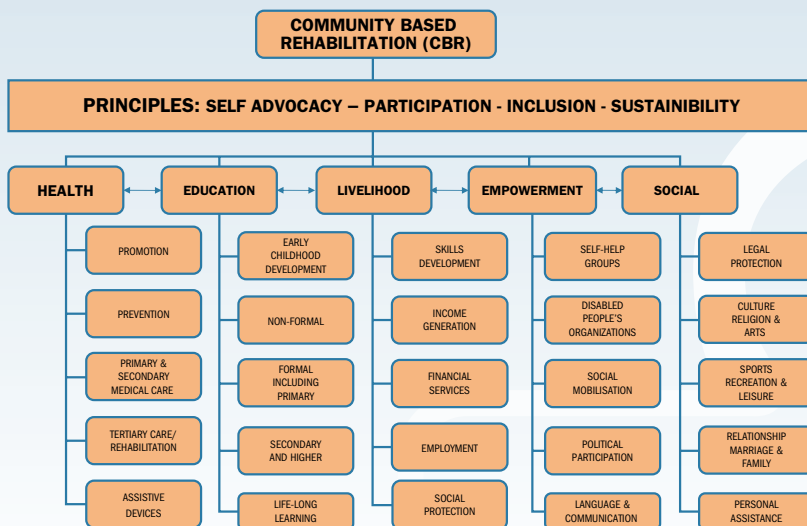 COMMUNITY BASED
REHABILITATION (CBR)
PRINCIPLES: SELF ADVOCACY – PARTICIPATION - INCLUSION - SUSTAINIBILITY
HEALTH
EDUCATION
LIVELIHOOD
EMPOWERMENT
SOCIAL
PROMOTION
PREVENTION
PRIMARY &
SECONDARY
MEDICAL CARE
TERTIARY CARE/
REHABILITATION
ASSISTIVE
DEVICES
EARLY
CHILDHOOD
DEVELOPMENT
NON-FORMAL
FORMAL
INCLUDING
PRIMARY
SECONDARY
AND HIGHER
LIFE-LONG
LEARNING
SKILLS
DEVELOPMENT
INCOME
GENERATION
FINANCIAL
SERVICES
EMPLOYMENT
SOCIAL
PROTECTION
SELF-HELP
GROUPS
DISABLED
PEOPLE'S
ORGANIZATIONS
SOCIAL
MOBILISATION
POLITICAL
PARTICIPATION
LANGUAGE &
COMMUNICATION
LEGAL
PROTECTION
CULTURE
RELIGION &
ARTS
SPORTS
RECREATION &
LEISURE
RELATIONSHIP
MARRIAGE &
FAMILY
PERSONAL
ASSISTANCE